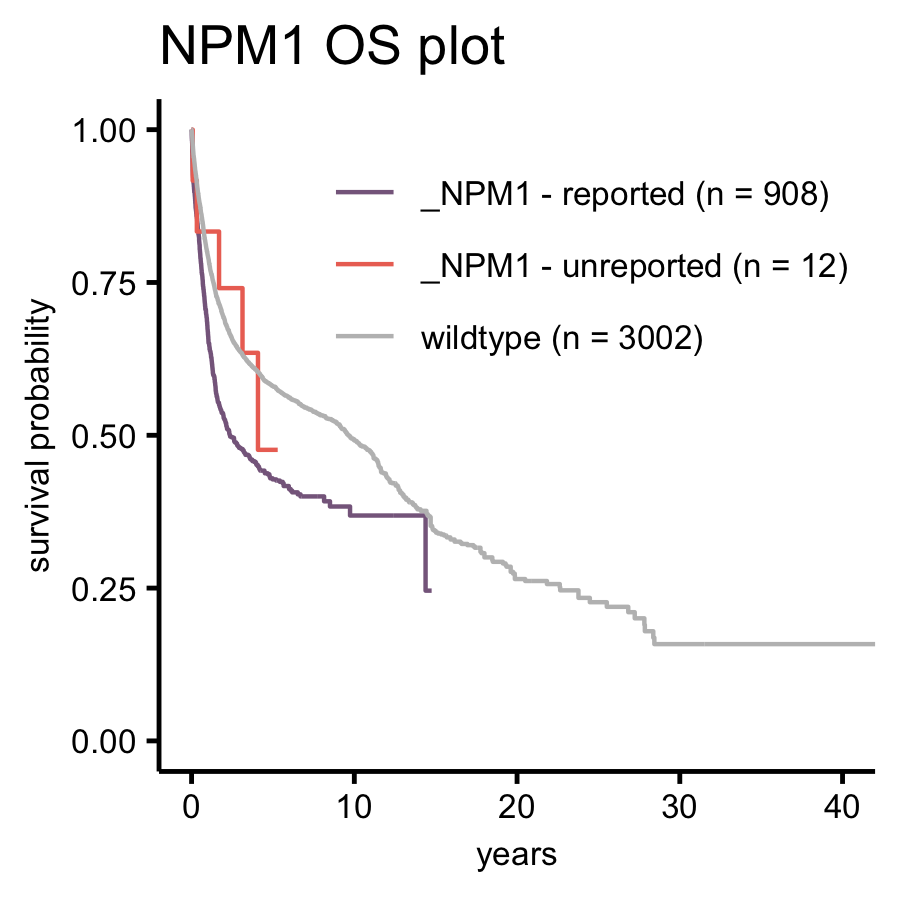 NPM1 OS plot
1.00
0.75
0.50
0.25
0.00
survival probability
_NPM1 - reported (n = 908)
_NPM1 - unreported (n = 12)
wildtype (n = 3002)
0 10 20 30 40
years